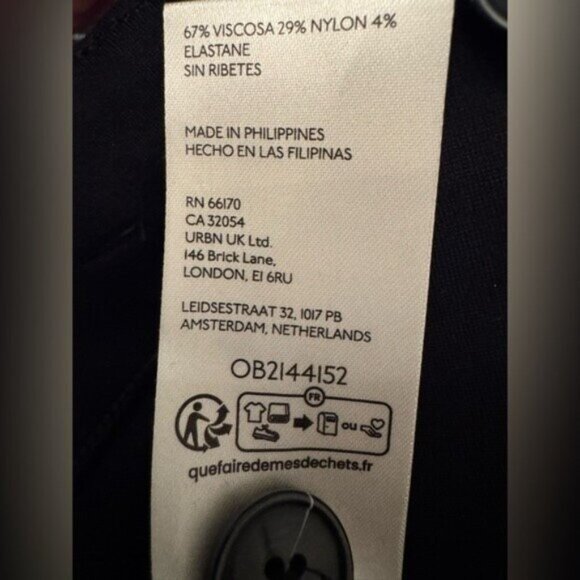 67% VISCOSA 29% NYLON 4%
ELASTANE
SIN RIBETES
MADE IN PHILIPPINES
HECHO EN LAS FILIPINAS
RN 66170
CA 32054
URBN UK Ltd.
146 Brick Lane,
LONDON, E1 6RU
LEIDSESTRAAT 32, 1017 PB
AMSTERDAM, NETHERLANDS
OB2144152
FR
ou
quefairedemesdechets.fr